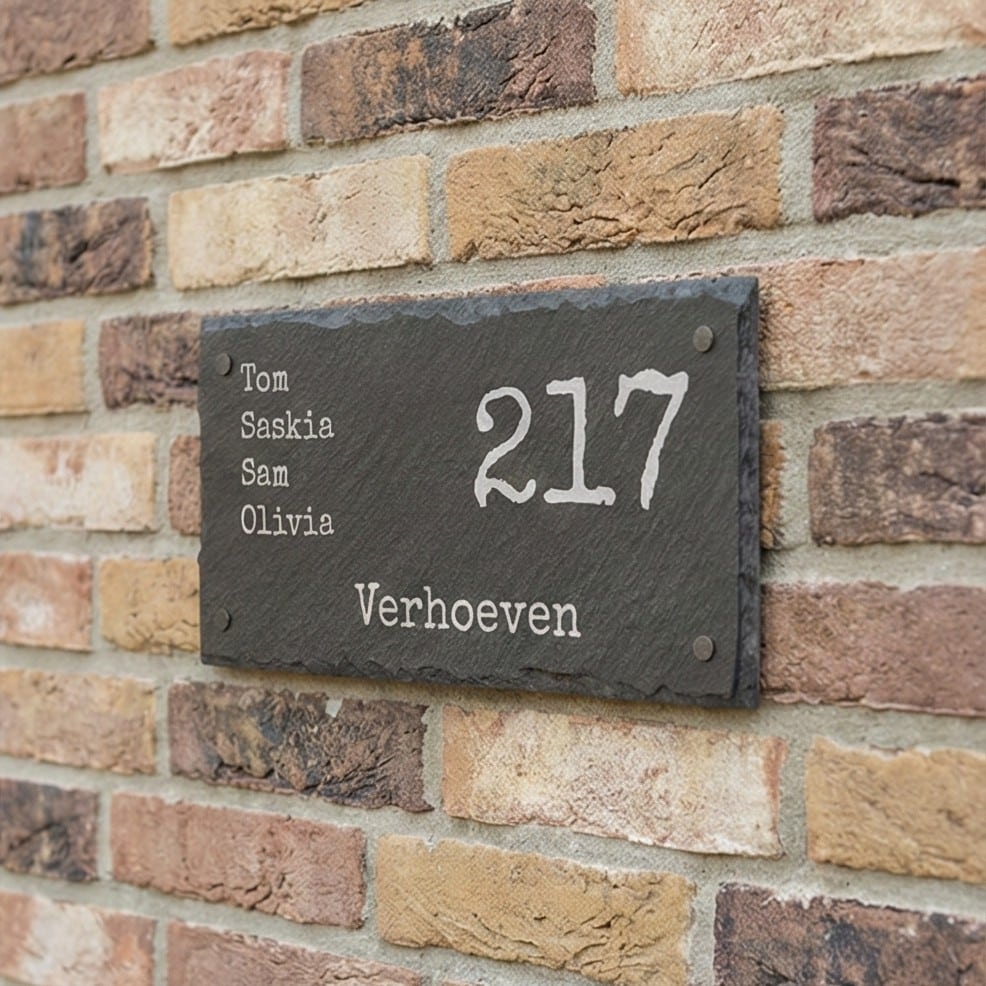 Tom
Saskia
Sam
Olivia
217
Verhoeven